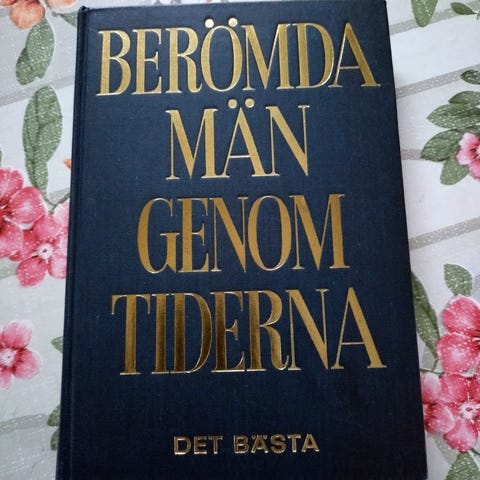 BERÖMDA
MÄN
GENOM
TIDERNA
DET BÄSTA